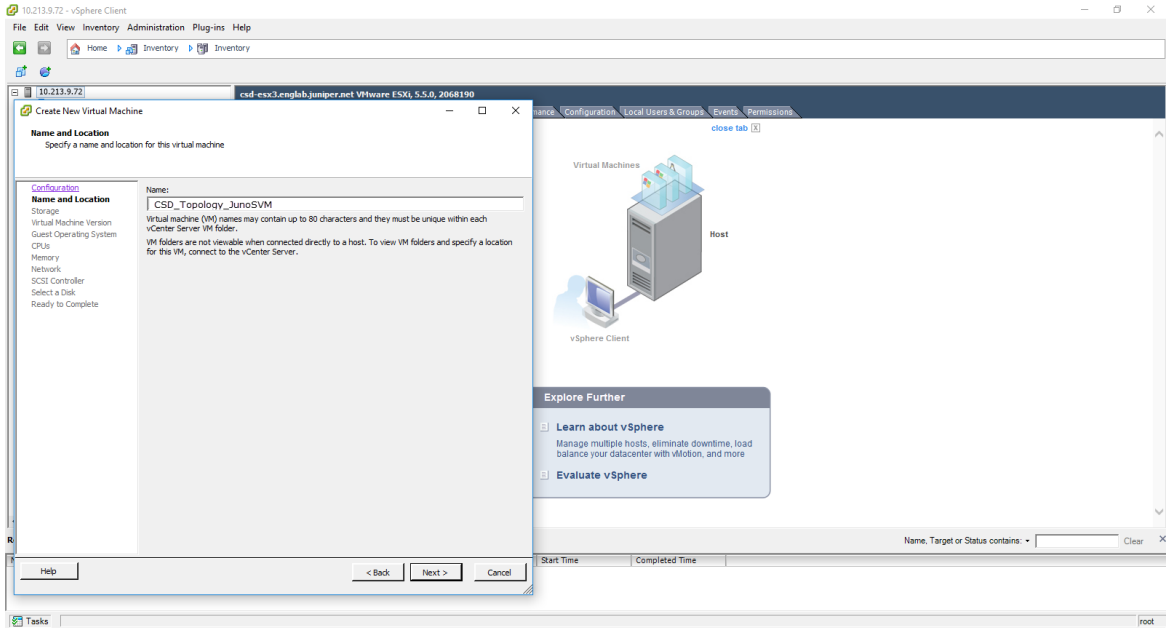 10.213.9.72 - vSphere Client
File Edit View Inventory Administration Plug-ins Help
Home Inventory Inventory
10.213.9.72
csd-esx3.englab.juniper.net VMware ESXi, 5.5.0, 2068190
Configuration Local Users & Groups Events Permissions
close tab
Create New Virtual Machine
Name and Location
Specify a name and location for this virtual machine
Configuration
Name and Location
Storage
Virtual Machine Version
Guest Operating System
CPUs
Memory
Network
SCSI Controller
Select a Disk
Ready to Complete
Name:
CSD_Topology_JunoSVM
Virtual machine (VM) names may contain up to 80 characters and they must be unique within each
vCenter Server VM folder.
VM folders are not viewable when connected directly to a host. To view VM folders and specify a location
for this VM, connect to the vCenter Server.
Help
< Back
Next >
Cancel
Virtual Machines
Host
vSphere Client
Explore Further
Learn about vSphere
Manage multiple hosts, eliminate downtime, load
balance your datacenter with vMotion, and more
Evaluate vSphere
Name, Target or Status contains:
Clear
Start Time
Completed Time
Tasks
root